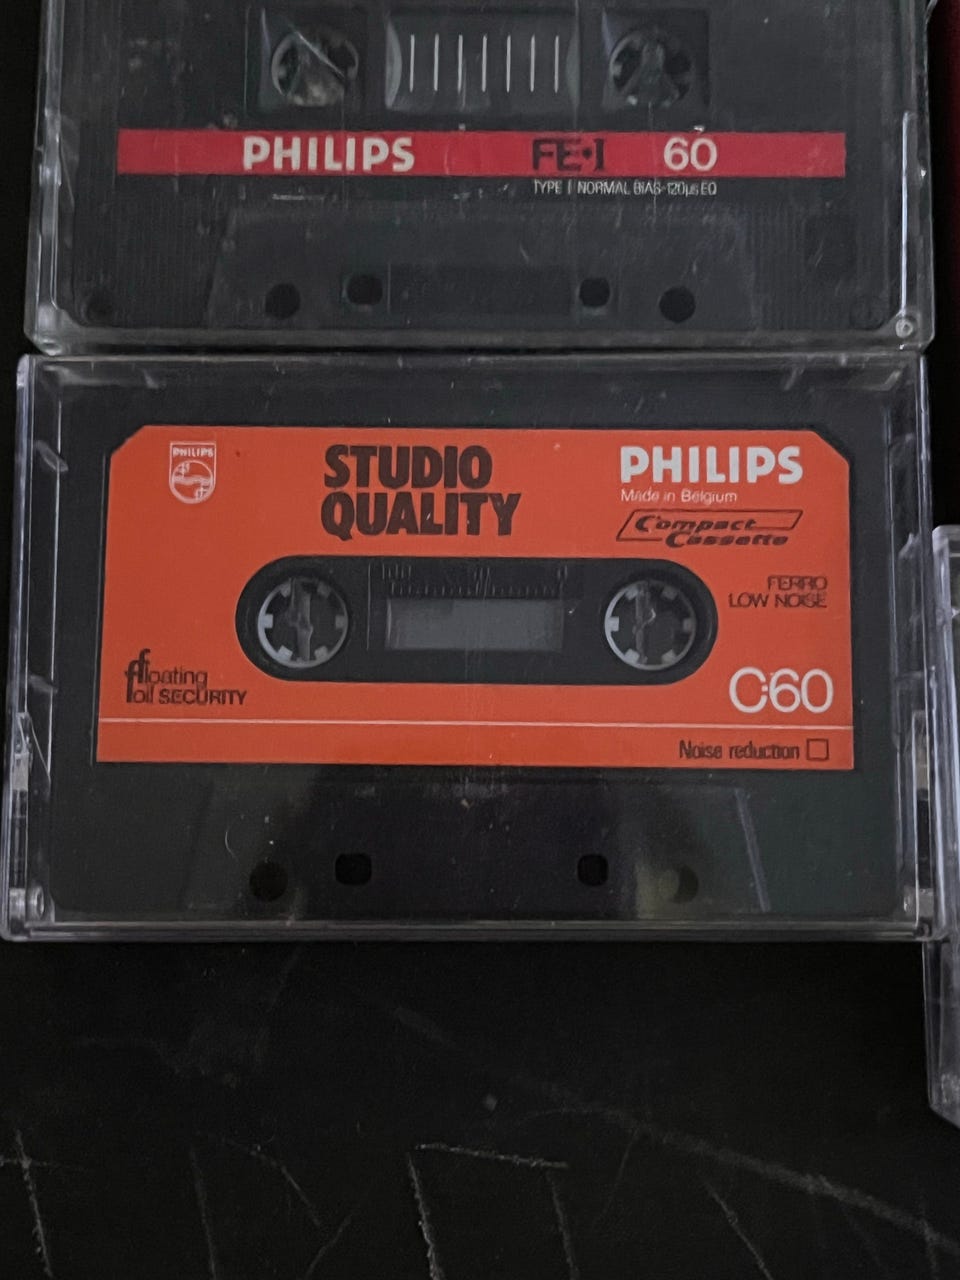 PHILIPS FE·I 60
TYPE I NORMAL BIAS-120µs EQ
PHILIPS
STUDIO
QUALITY
PHILIPS
Made in Belgium
Compact
Cassette
FERRO
LOW NOISE
floating
foil SECURITY
C·60
Noise reduction